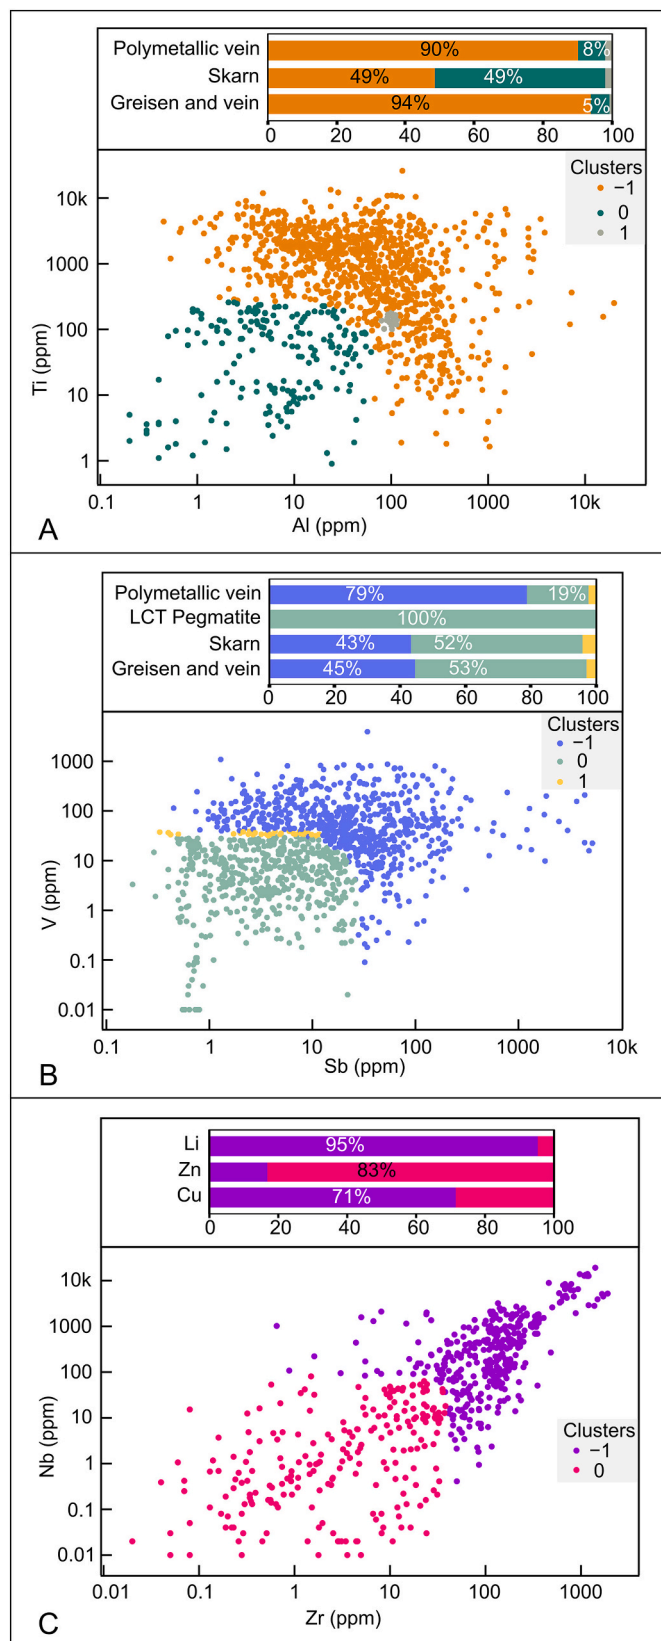 Polymetallic vein 90% 8%
Skarn 49% 49%
Greisen and vein 94% 5%
0 20 40 60 80 100
Clusters
−1
0
1
10k
1000
100
10
1
Ti (ppm)
0.1 1 10 100 1000 10k
Al (ppm)
A
Polymetallic vein 79% 19%
LCT Pegmatite 100%
Skarn 43% 52%
Greisen and vein 45% 53%
0 20 40 60 80 100
Clusters
−1
0
1
1000
100
10
1
0.1
0.01
V (ppm)
0.1 1 10 100 1000 10k
Sb (ppm)
B
Li 95%
Zn 83%
Cu 71%
0 20 40 60 80 100
10k
1000
100
10
1
0.1
0.01
Nb (ppm)
Clusters
−1
0
0.01 0.1 1 10 100 1000
Zr (ppm)
C